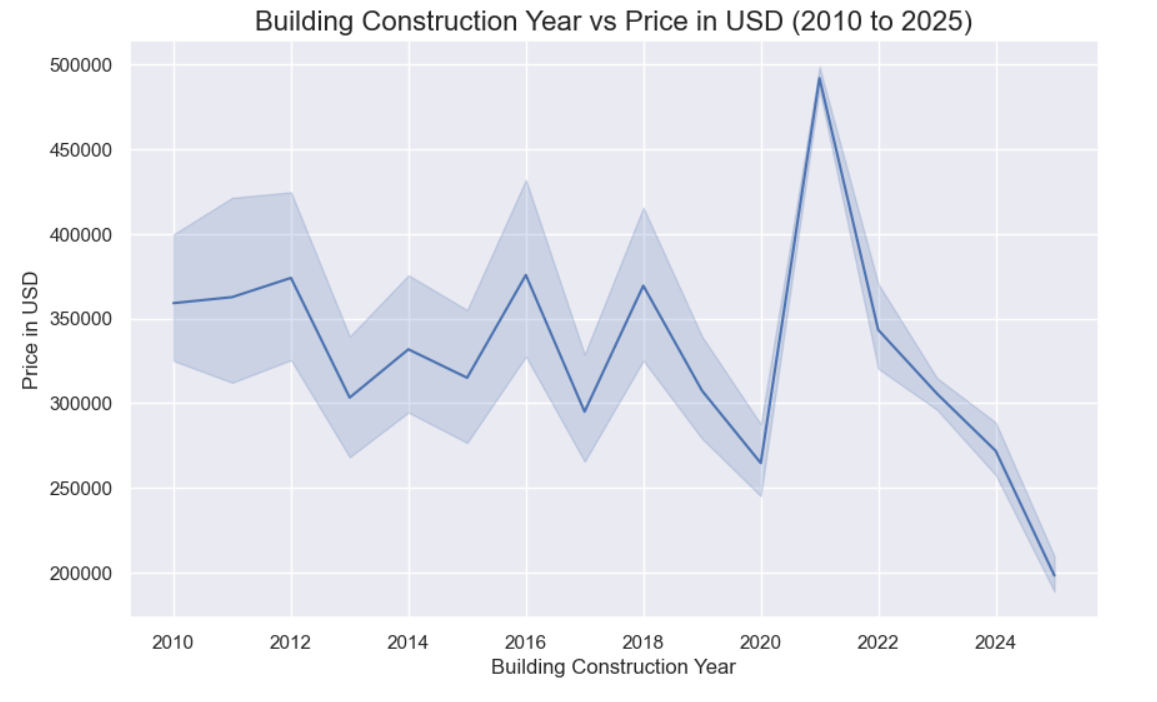 Building Construction Year vs Price in USD (2010 to 2025)
500000
450000
400000
350000
300000
250000
200000
Price in USD
2010 2012 2014 2016 2018 2020 2022 2024
Building Construction Year